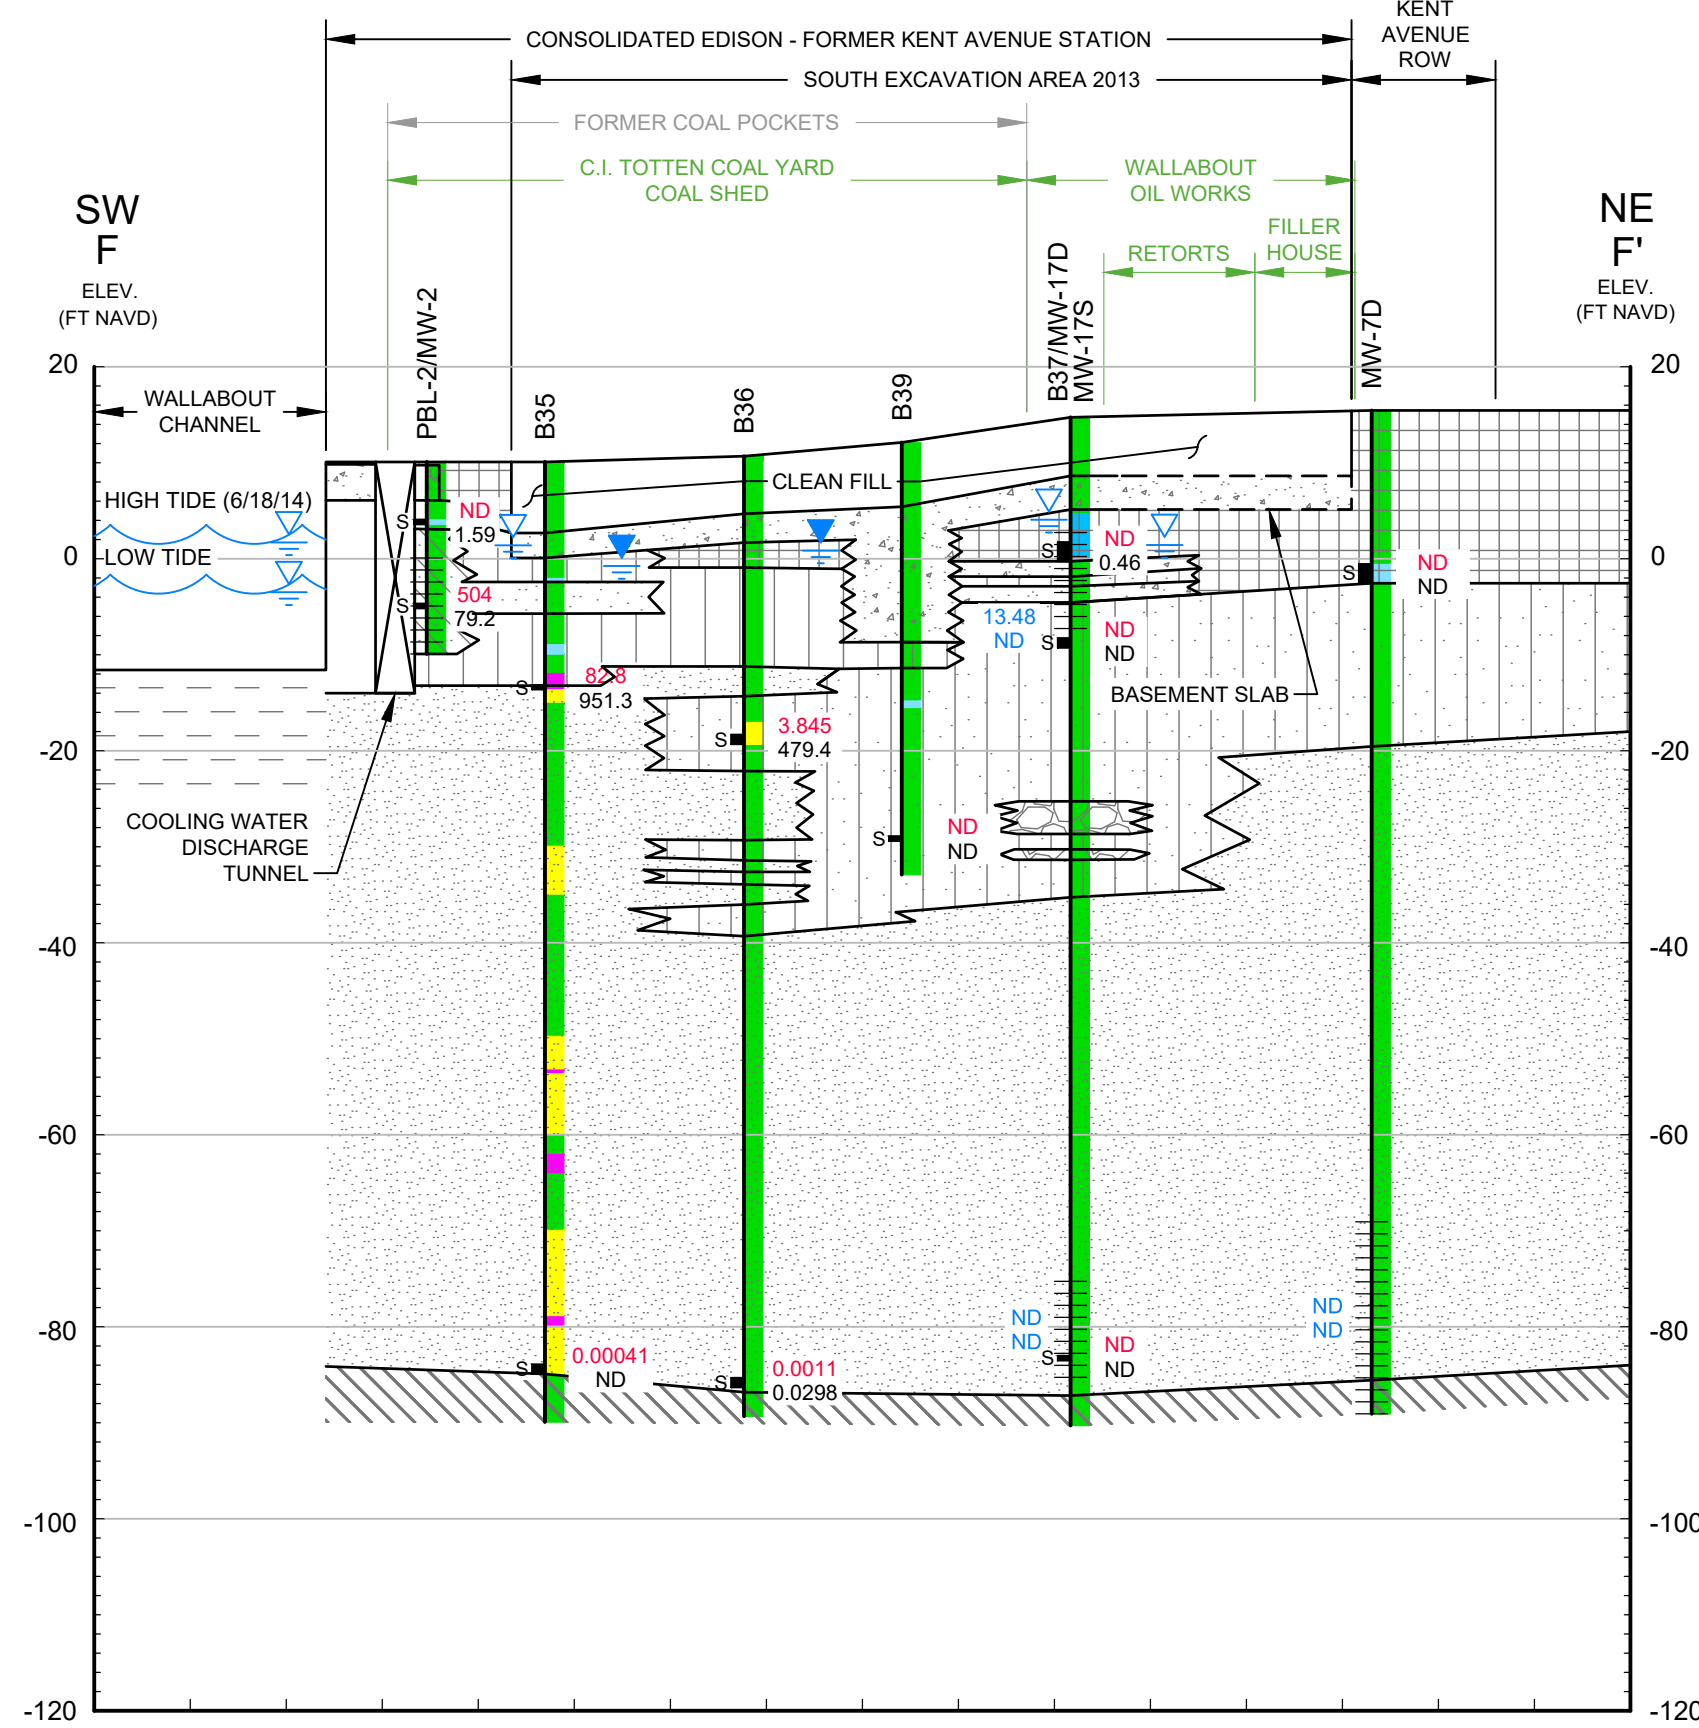 KENT
AVENUE
ROW
CONSOLIDATED EDISON - FORMER KENT AVENUE STATION
SOUTH EXCAVATION AREA 2013
FORMER COAL POCKETS
C.I. TOTTEN COAL YARD
COAL SHED
WALLABOUT
OIL WORKS
RETORTS
FILLER
HOUSE
SW
F
ELEV.
(FT NAVD)
NE
F'
ELEV.
(FT NAVD)
PBL-2/MW-2
B35
B36
B39
B37/MW-17D
MW-17S
MW-7D
20
20
WALLABOUT
CHANNEL
CLEAN FILL
HIGH TIDE (6/18/14)
S
ND
1.59
LOW TIDE
0
0
S
ND
0.46
S
ND
ND
S
504
79.2
13.48
ND
S
ND
ND
S
82.8
951.3
BASEMENT SLAB
S
3.845
479.4
-20
-20
COOLING WATER
DISCHARGE
TUNNEL
S
ND
ND
-40
-40
-60
-60
ND
ND
ND
ND
-80
-80
S
0.00041
ND
S
0.0011
0.0298
S
ND
ND
-100
-100
-120
-120